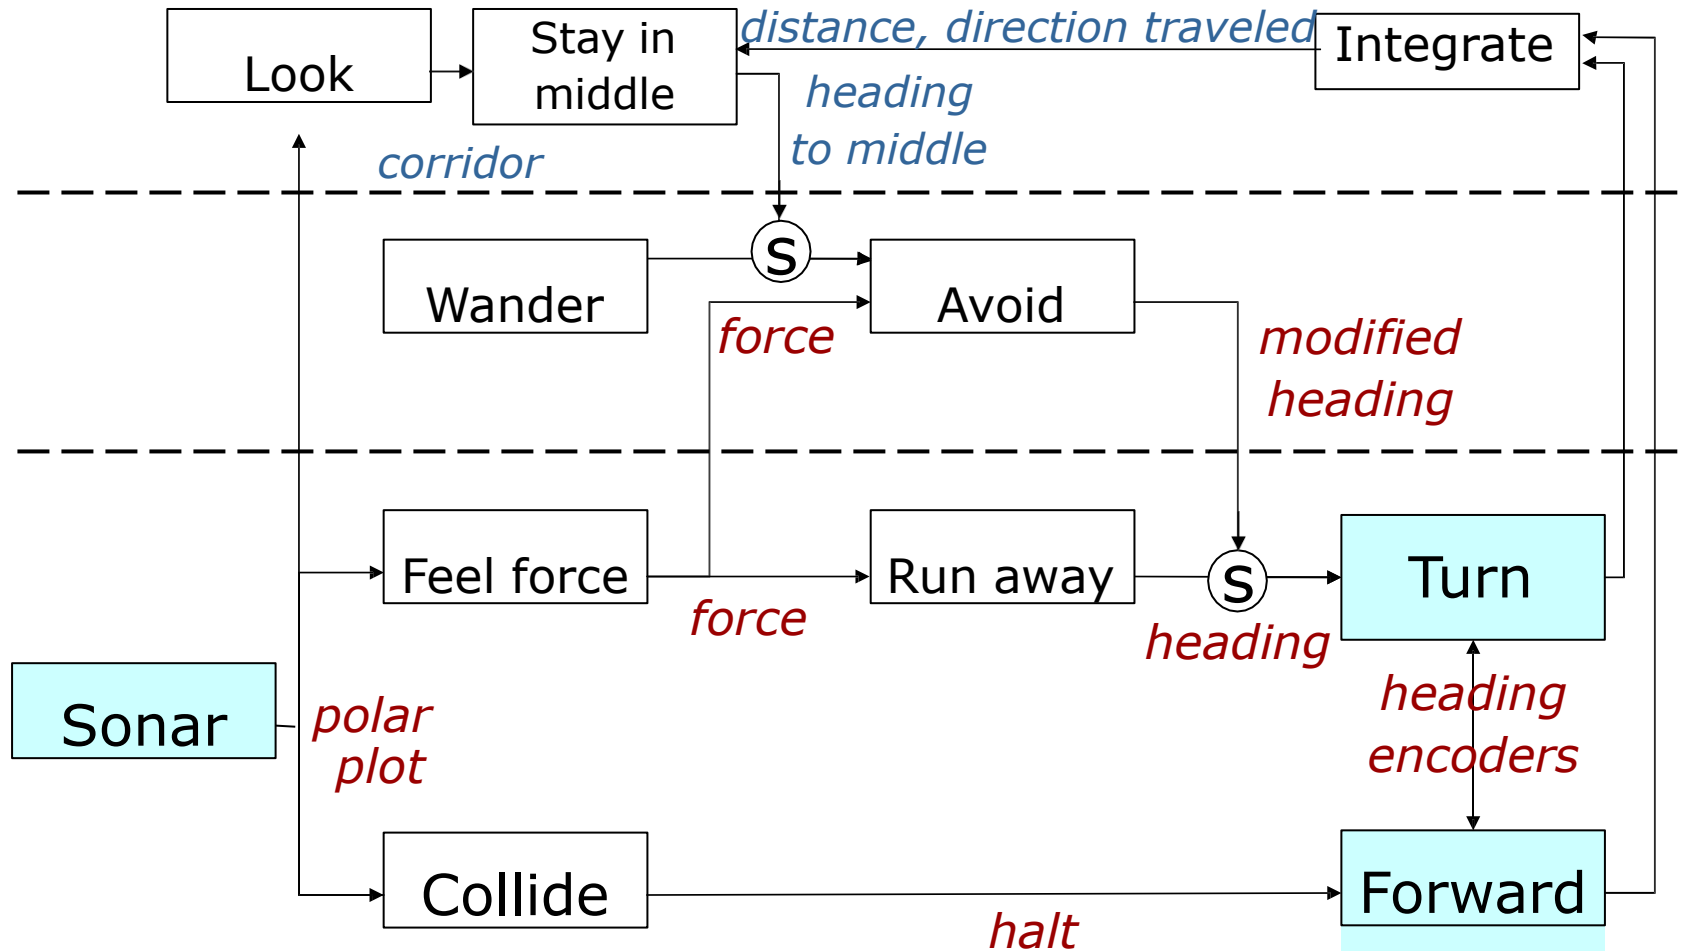 distance, direction traveled
Look
Stay in
middle
Integrate
heading
to middle
corridor
S
Wander
Avoid
force
modified
heading
Feel force
Run away
S
Turn
force
heading
Sonar
polar
plot
heading
encoders
Collide
Forward
halt